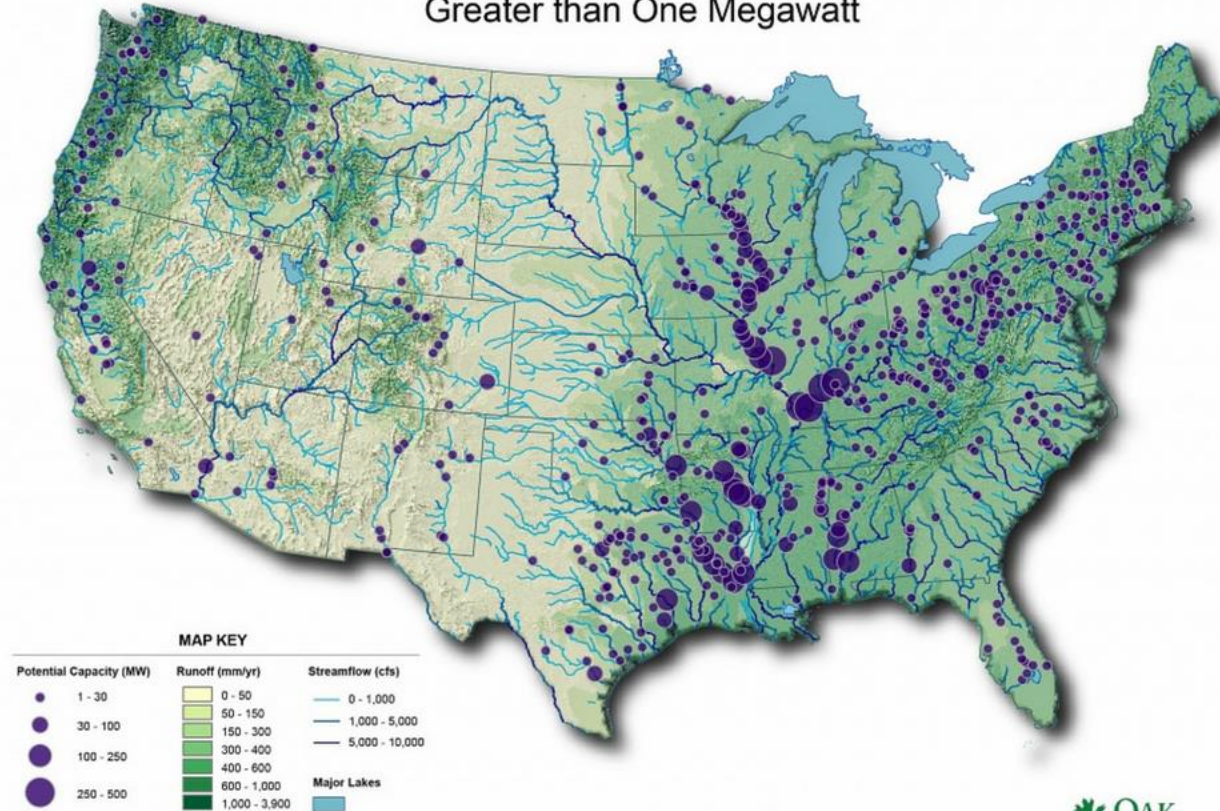 Greater than One Megawatt
MAP KEY
Potential Capacity (MW)
1 - 30
30 - 100
100 - 250
250 - 500
Runoff (mm/yr)
0 - 50
50 - 150
150 - 300
300 - 400
400 - 600
600 - 1,000
1,000 - 3,900
Streamflow (cfs)
0 - 1,000
1,000 - 5,000
5,000 - 10,000
Major Lakes
OAK